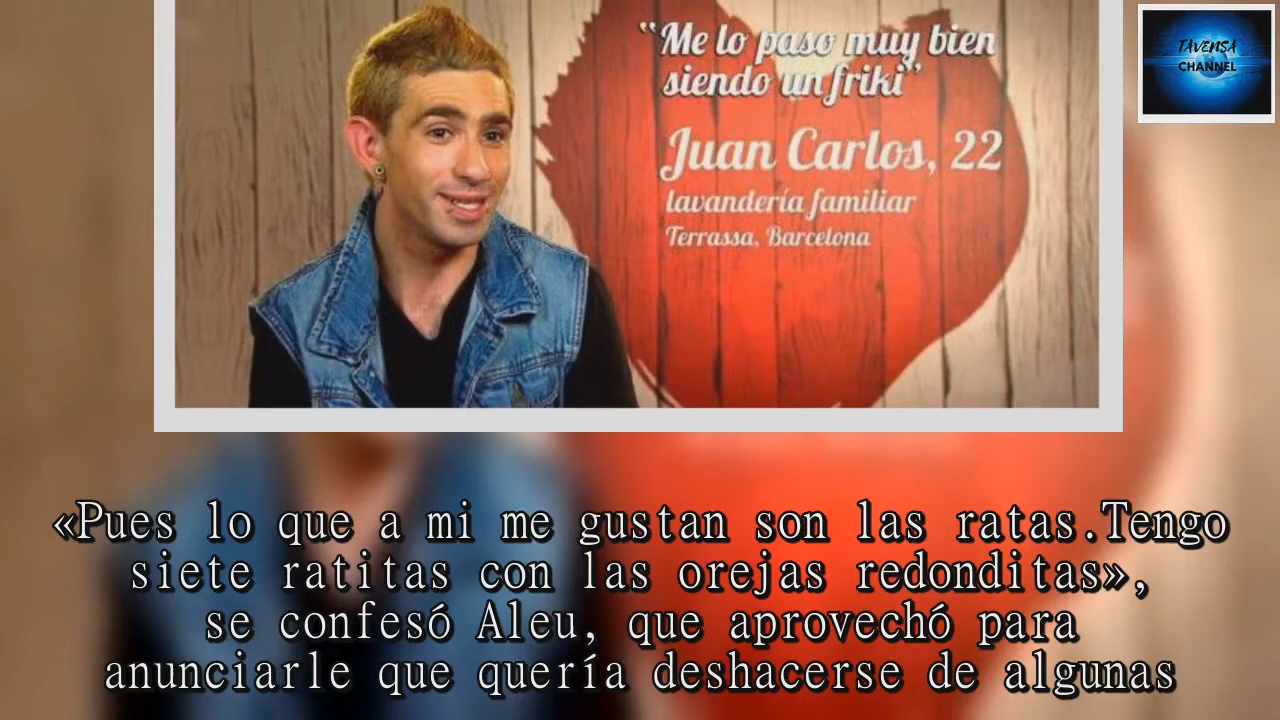 “Me lo paso muy bien
siendo un friki”
Juan Carlos, 22
lavandería familiar
Terrassa, Barcelona
TAVENSA
CHANNEL
«Pues lo que a mi me gustan son las ratas.Tengo
siete ratitas con las orejas redonditas»,
se confesó Aleu, que aprovechó para
anunciarle que quería deshacerse de algunas